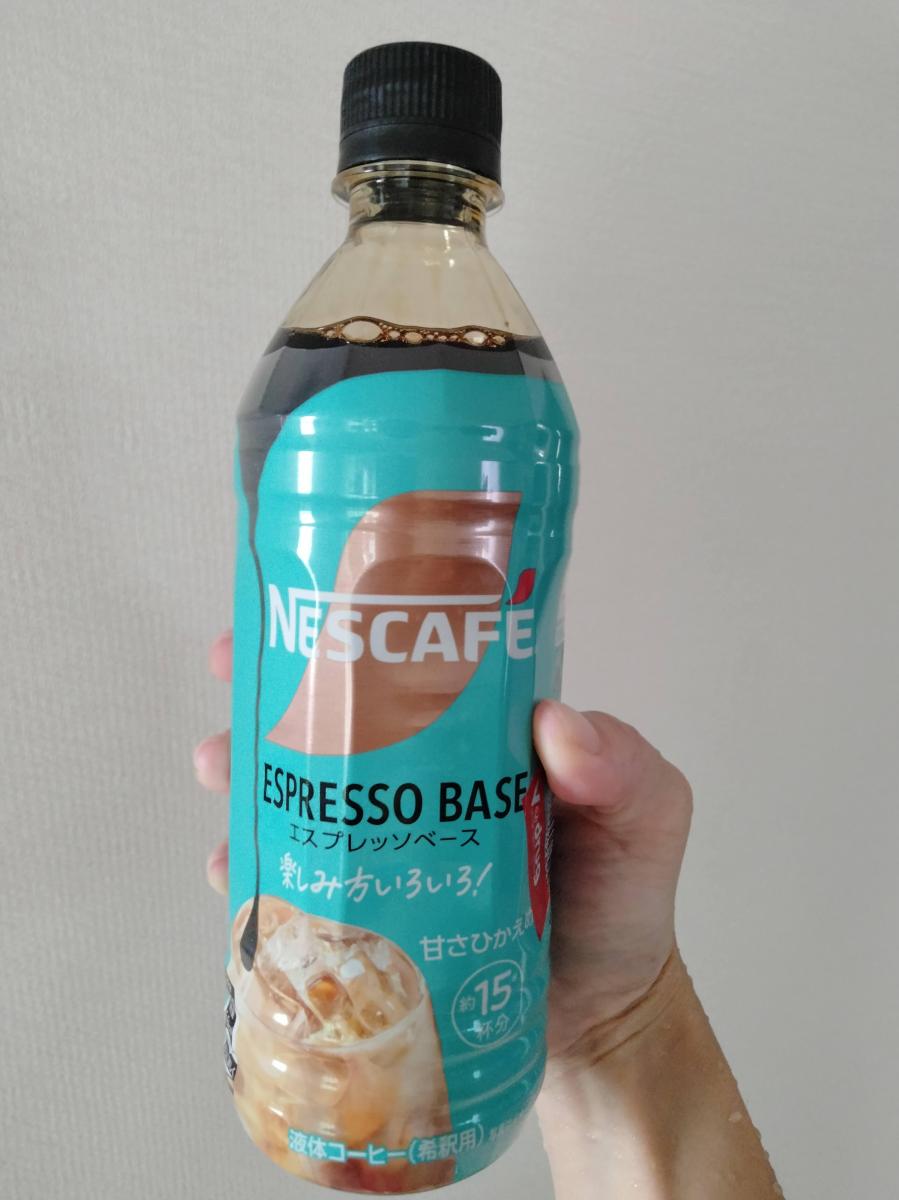 NESCAFÉ
ESPRESSO BASE
エスプレッソベース
楽しみ方いろいろ!
甘さひかえめ
約15*
杯分
液体コーヒー(希釈用)